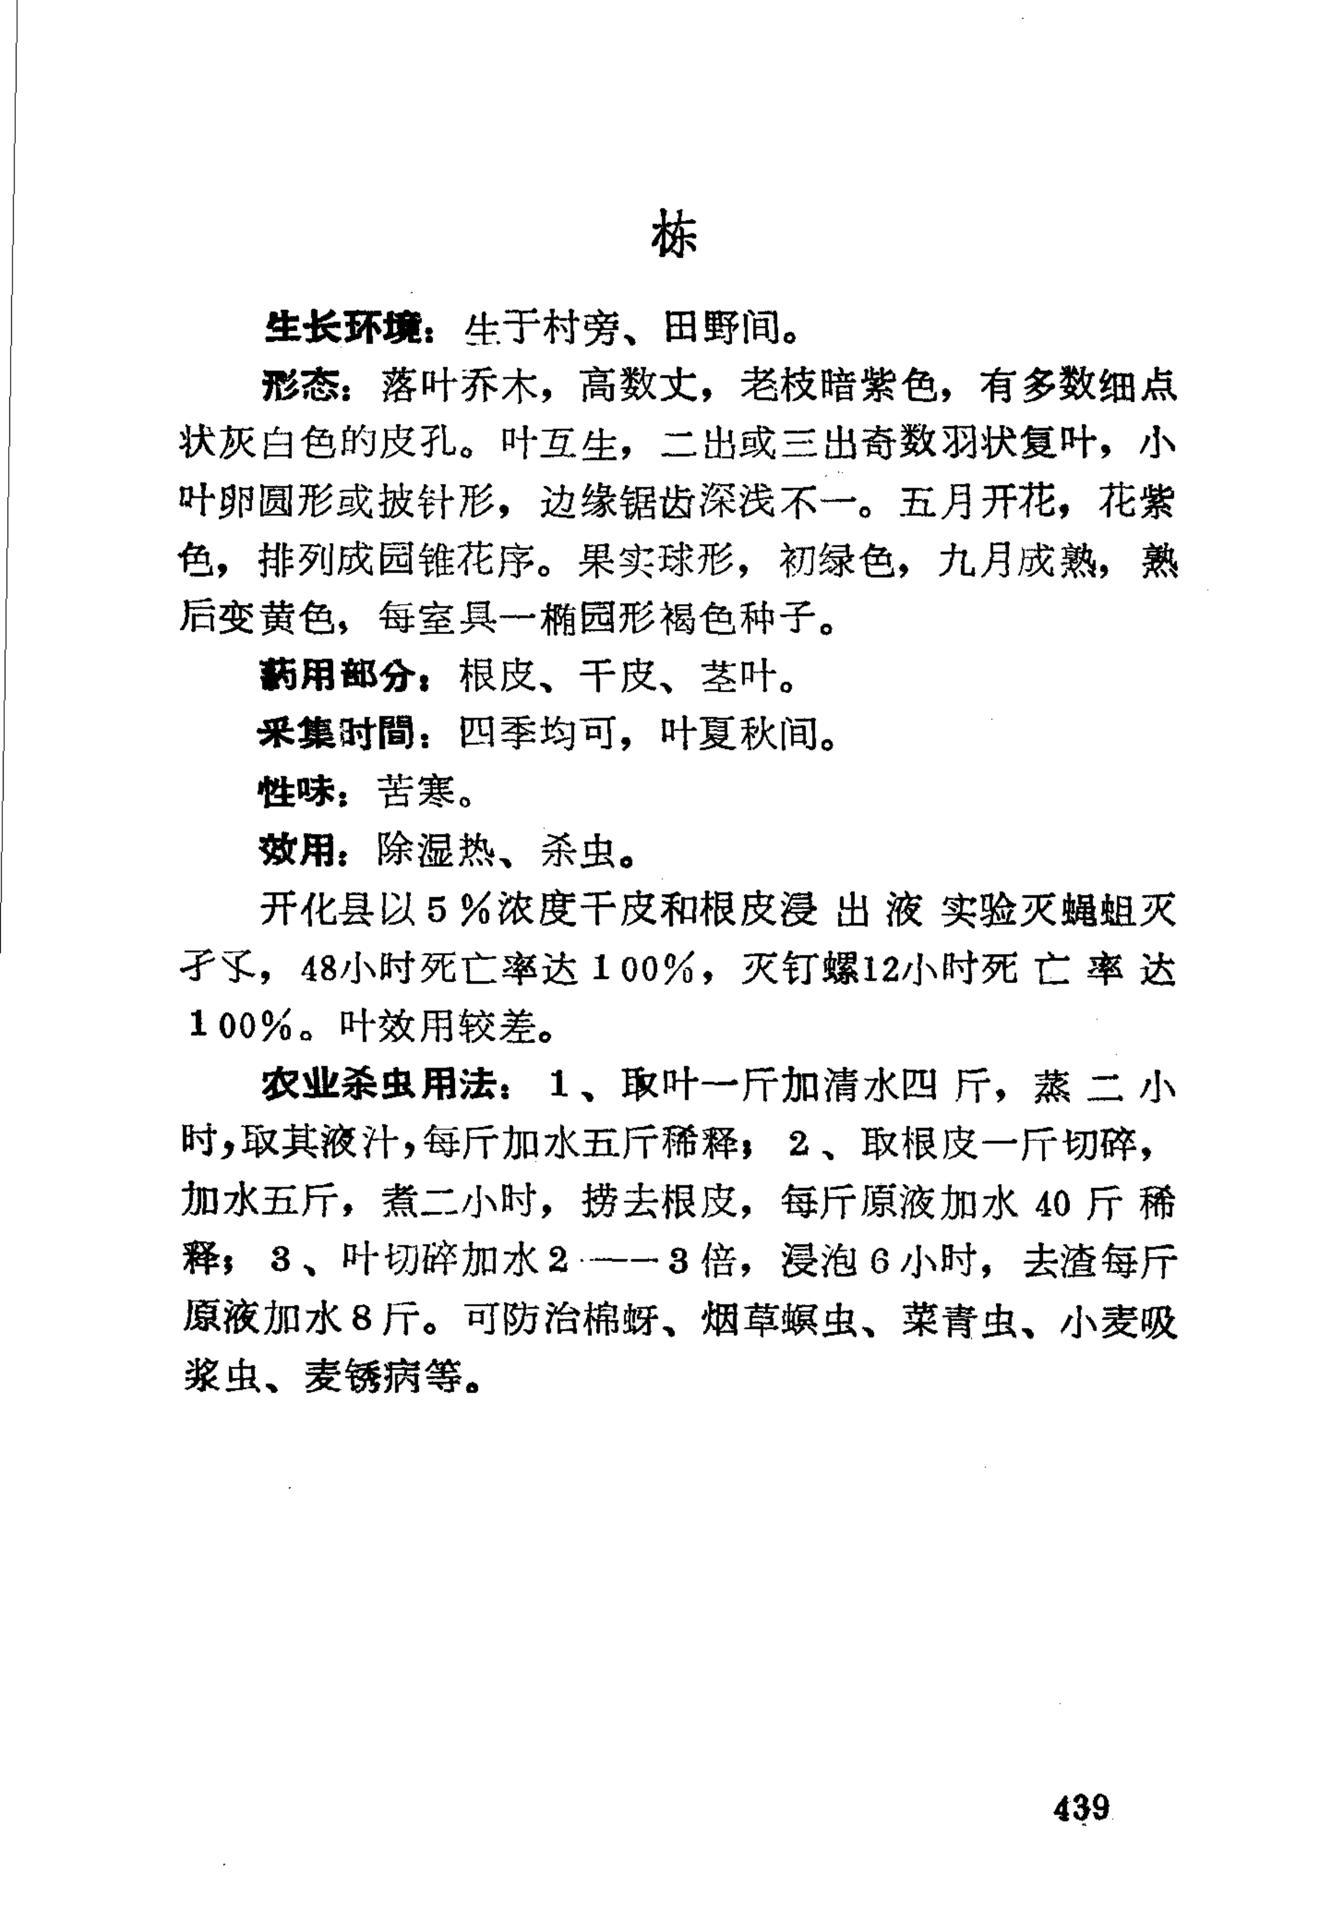 栋
生长环境：生于村旁、田野间。
形态：落叶乔木，高数丈，老枝暗紫色，有多数细点
状灰白色的皮孔。叶互生，二出或三出奇数羽状复叶，小
叶卵圆形或披针形，边缘锯齿深浅不一。五月开花，花紫
色，排列成园锥花序。果实球形，初绿色，九月成熟，熟
后变黄色，每室具一椭园形褐色种子。
药用部分：根皮、干皮、茎叶。
采集时間：四季均可，叶夏秋间。
性味：苦寒。
效用：除湿热、杀虫。
开化县以5%浓度干皮和根皮浸出液实验灭蝇蛆灭
孑孓，48小时死亡率达100%，灭钉螺12小时死亡率达
100%。叶效用较差。
农业杀虫用法：1、取叶一斤加清水四斤，蒸二小
时，取其液汁，每斤加水五斤稀释；2、取根皮一斤切碎，
加水五斤，煮二小时，捞去根皮，每斤原液加水40斤稀
释；3、叶切碎加水2——3倍，浸泡6小时，去渣每斤
原液加水8斤。可防治棉蚜、烟草螟虫、菜青虫、小麦吸
浆虫、麦锈病等。
439